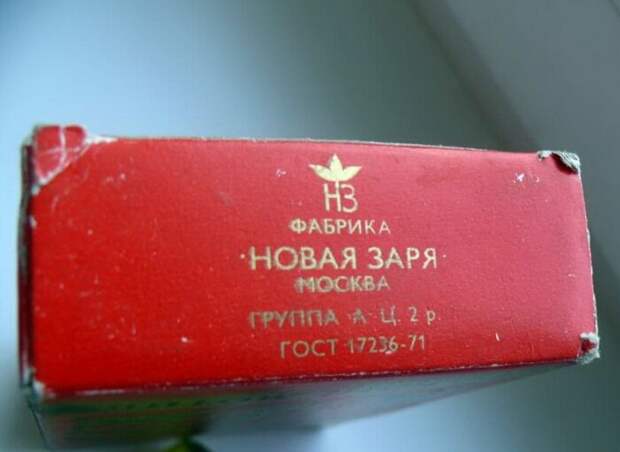 НЗ
ФАБРИКА
·НОВАЯ ЗАРЯ·
МОСКВА
ГРУППА А Ц. 2 р.
ГОСТ 17236-71